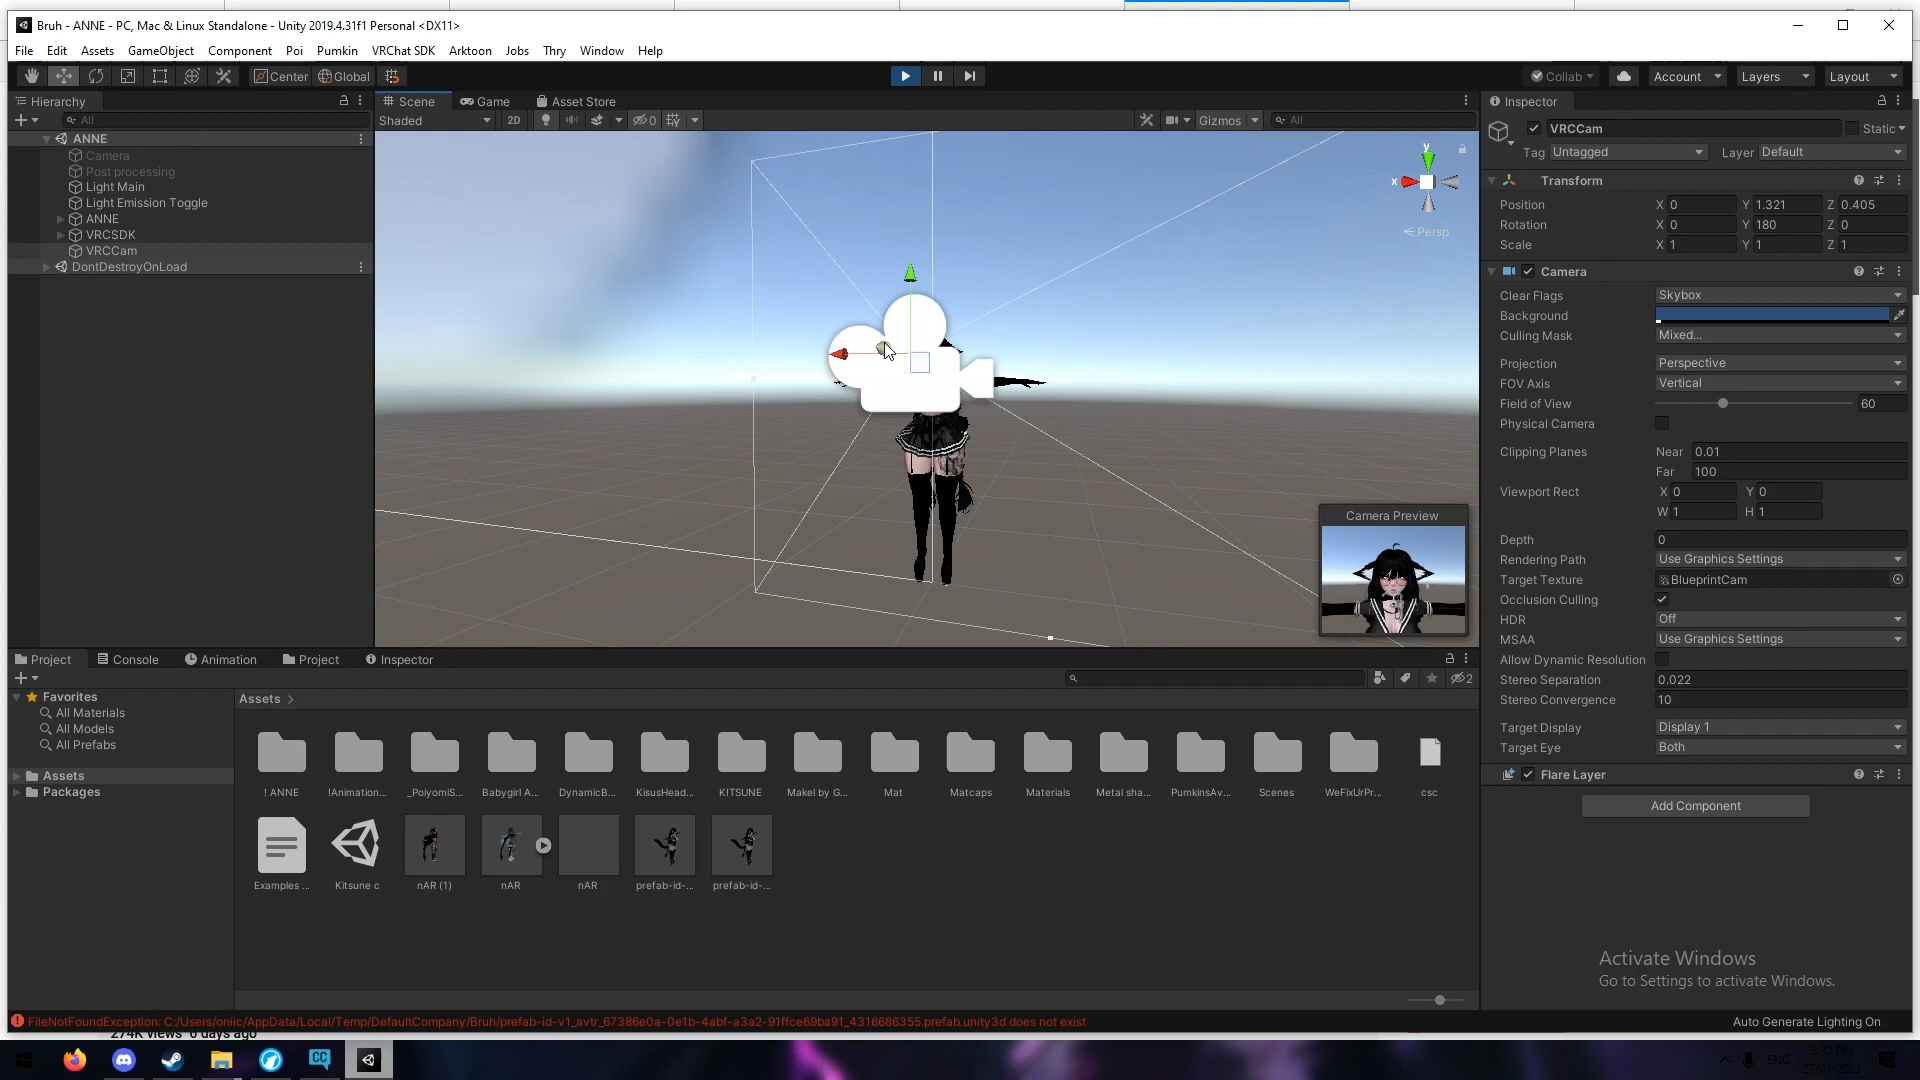 Bruh - ANNE - PC, Mac & Linux Standalone - Unity 2019.4.31f1 Personal <DX11>
File Edit Assets GameObject Component Poi Pumkin VRChat SDK Arktoon Jobs Thry Window Help
Center Global Collab Account Layers Layout
Hierarchy
All
ANNE
Camera
Post processing
Light Main
Light Emission Toggle
ANNE
VRCSDK
VRCCam
DontDestroyOnLoad
Scene Game Asset Store
Shaded 2D 0 Gizmos All
y
x
Persp
Camera Preview
Inspector
VRCCam Static
Tag Untagged Layer Default
Transform
Position X 0 Y 1.321 Z 0.405
Rotation X 0 Y 180 Z 0
Scale X 1 Y 1 Z 1
Camera
Clear Flags Skybox
Background
Culling Mask Mixed...
Projection Perspective
FOV Axis Vertical
Field of View 60
Physical Camera
Clipping Planes Near 0.01
Far 100
Viewport Rect X 0 Y 0
W 1 H 1
Depth 0
Rendering Path Use Graphics Settings
Target Texture BlueprintCam
Occlusion Culling
HDR Off
MSAA Use Graphics Settings
Allow Dynamic Resolution
Stereo Separation 0.022
Stereo Convergence 10
Target Display Display 1
Target Eye Both
Flare Layer
Add Component
Project Console Animation Project Inspector
2
Favorites
All Materials
All Models
All Prefabs
Assets
Packages
Assets
! ANNE !Animation... _PoiyomiS... Babygirl A... DynamicB... KisusHead... KITSUNE Makel by G... Mat Matcaps Materials Metal sha... PumkinsAv... Scenes WeFixUrPr... csc
Examples ... Kitsune c nAR (1) nAR nAR prefab-id-... prefab-id-...
Activate Windows
Go to Settings to activate Windows.
FileNotFoundException: C:/Users/oniic/AppData/Local/Temp/DefaultCompany/Bruh/prefab-id-v1_avtr_67386e0a-0e1b-4abf-a3a2-91ffce69ba91_4316686355.prefab.unity3d does not exist
Auto Generate Lighting On
274K views 6 days ago
CC
ENG
5:30 PM
27/01/2023